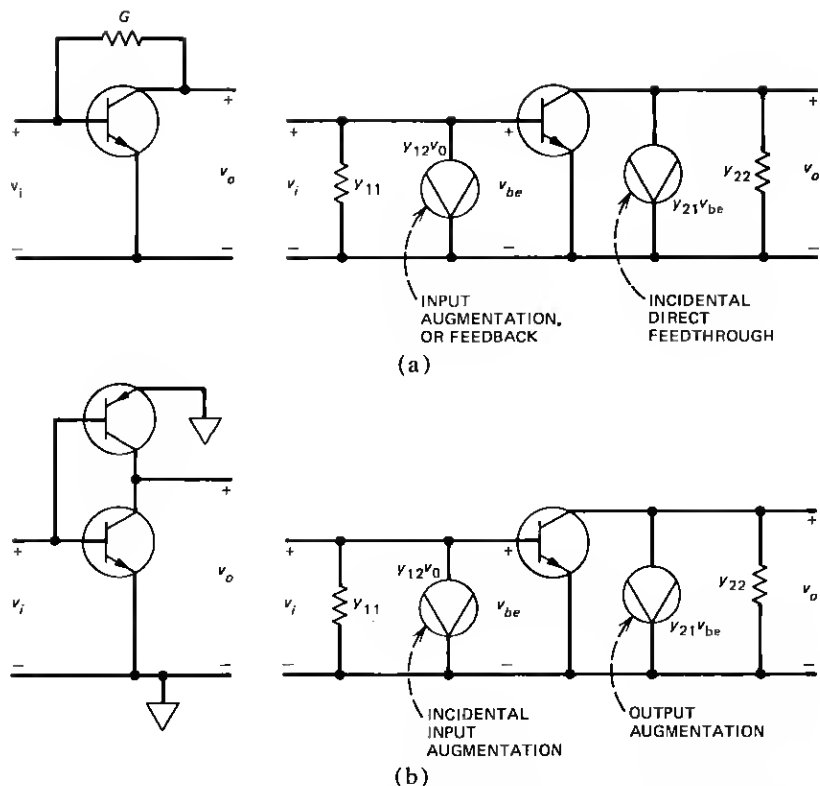 G
+
+
v_i
v_o
−
−
+
+
+
y_12v_0
v_i
y_11
v_be
y_22
v_o
y_21v_be
−
−
−
INPUT
AUGMENTATION,
OR FEEDBACK
INCIDENTAL
DIRECT
FEEDTHROUGH
(a)
+
+
v_i
v_o
−
−
+
+
+
y_12v_0
v_i
y_11
v_be
y_22
v_o
y_21v_be
−
−
−
INCIDENTAL
INPUT
AUGMENTATION
OUTPUT
AUGMENTATION
(b)